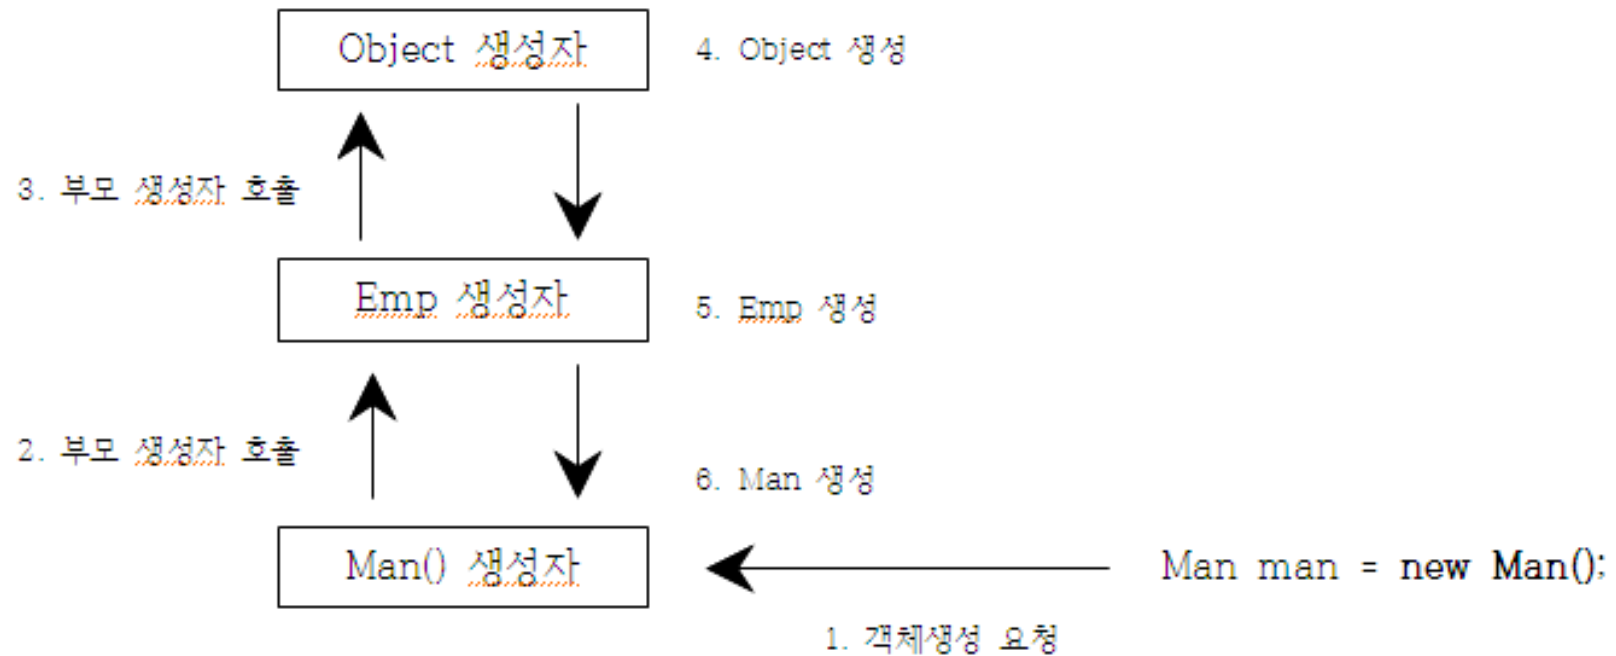 Object 생성자
4. Object 생성
3. 부모 생성자 호출
Emp 생성자
5. Emp 생성
2. 부모 생성자 호출
6. Man 생성
Man() 생성자
Man man = new Man();
1. 객체생성 요청